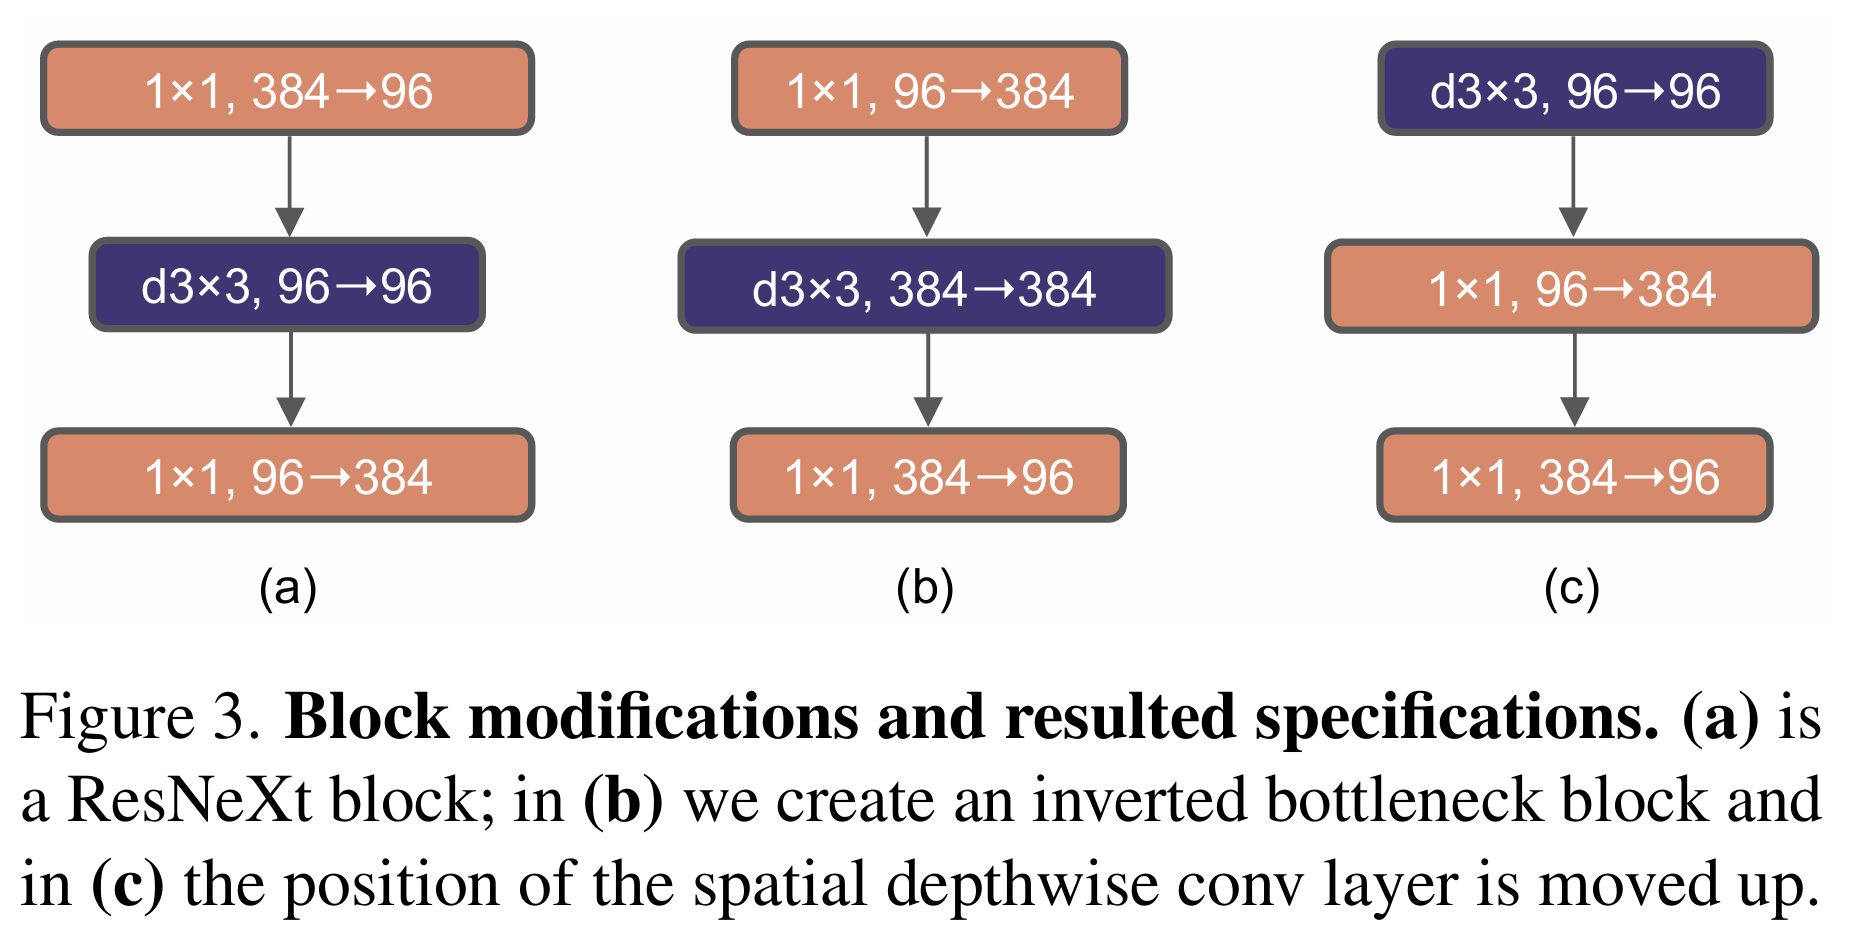 1×1, 384→96
d3×3, 96→96
1×1, 96→384
(a)
1×1, 96→384
d3×3, 384→384
1×1, 384→96
(b)
d3×3, 96→96
1×1, 96→384
1×1, 384→96
(c)
Figure 3. Block modifications and resulted specifications. (a) is
a ResNeXt block; in (b) we create an inverted bottleneck block and
in (c) the position of the spatial depthwise conv layer is moved up.